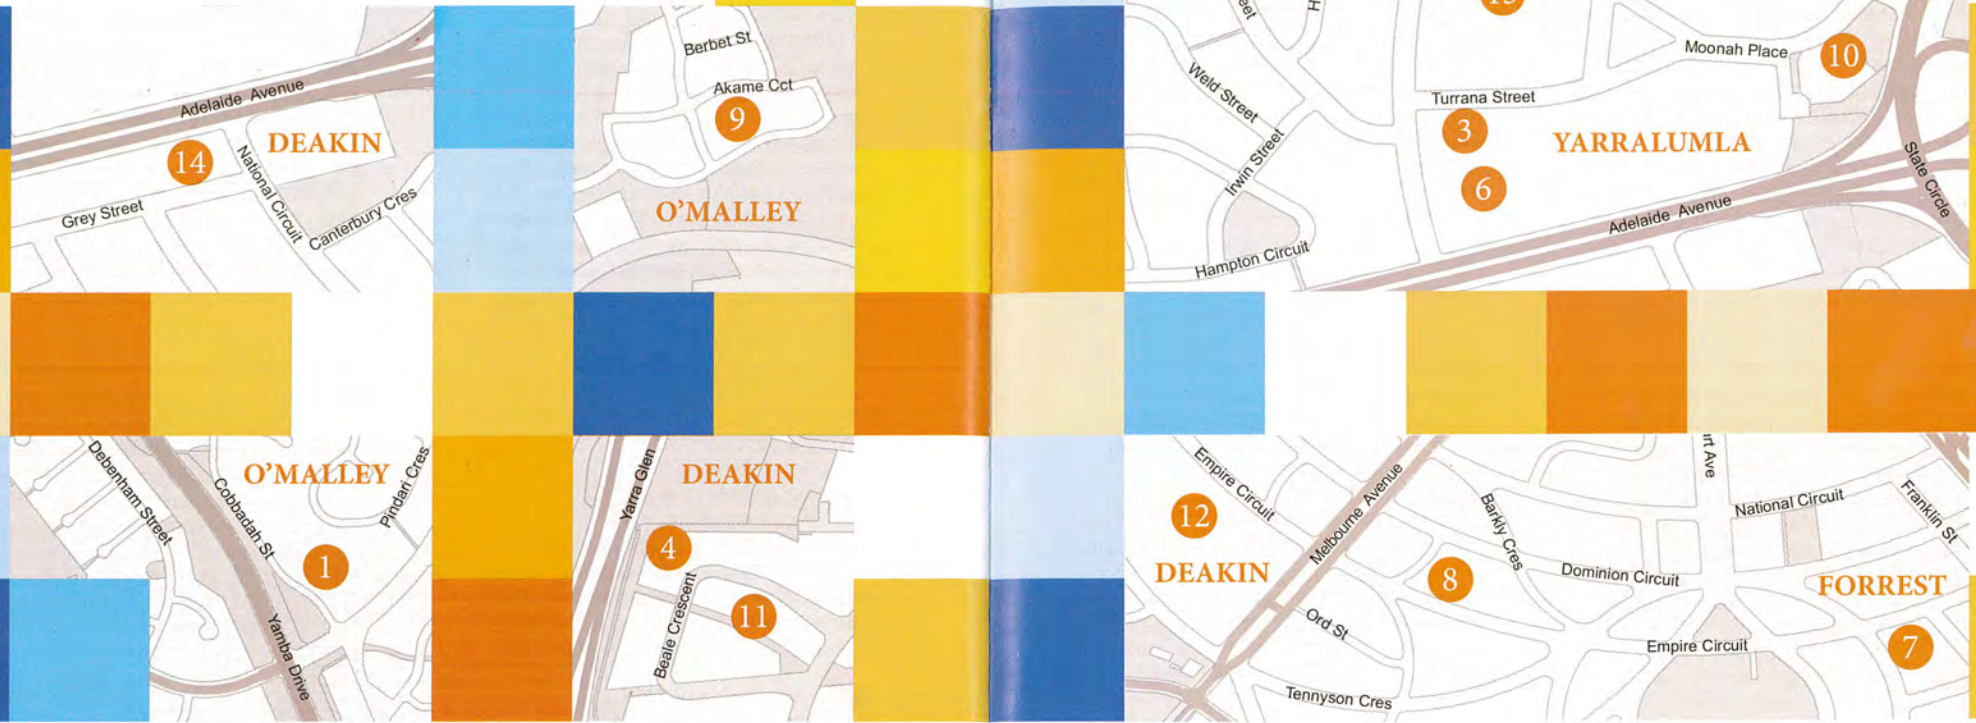 Adelaide Avenue
DEAKIN
14
National Circuit
Grey Street
Canterbury Cres
Berbet St
Akame Cct
9
O'MALLEY
Moonah Place
10
Weld Street
Turrana Street
3
YARRALUMLA
Irwin Street
6
State Circle
Adelaide Avenue
Hampton Circuit
Debenham Street
O'MALLEY
Cobbadah St
Pindari Cres
1
Yamba Drive
Yarra Glen
DEAKIN
4
Beale Crescent
11
Empire Circuit
12
DEAKIN
Melbourne Avenue
Barkly Cres
National Circuit
Franklin St
8
Dominion Circuit
FORREST
Ord St
Empire Circuit
7
Tennyson Cres